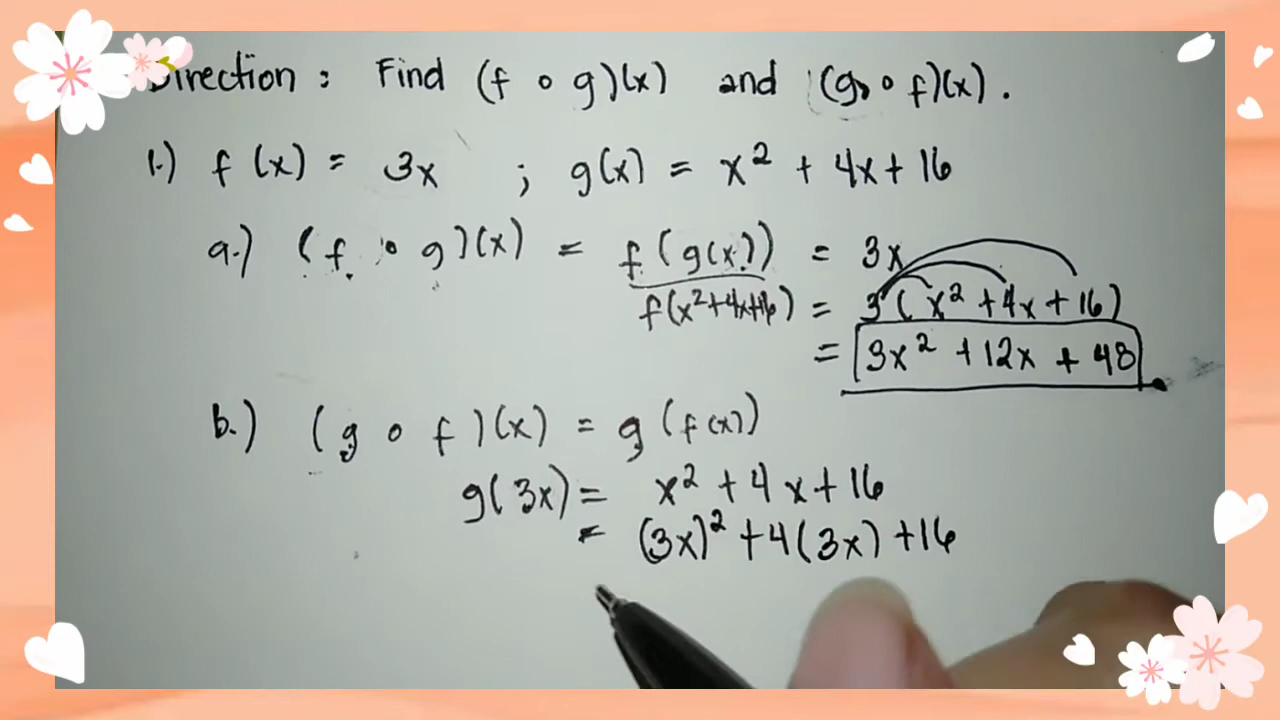 Direction : Find (f o g)(x) and (g o f)(x).
1.) f(x) = 3x ; g(x) = x² + 4x + 16
a.) (f o g)(x) = f(g(x)) = 3x
f(x²+4x+16) = 3(x² + 4x + 16)
= 3x² + 12x + 48
b.) (g o f)(x) = g(f(x))
g(3x) = x² + 4x + 16
= (3x)² + 4(3x) + 16